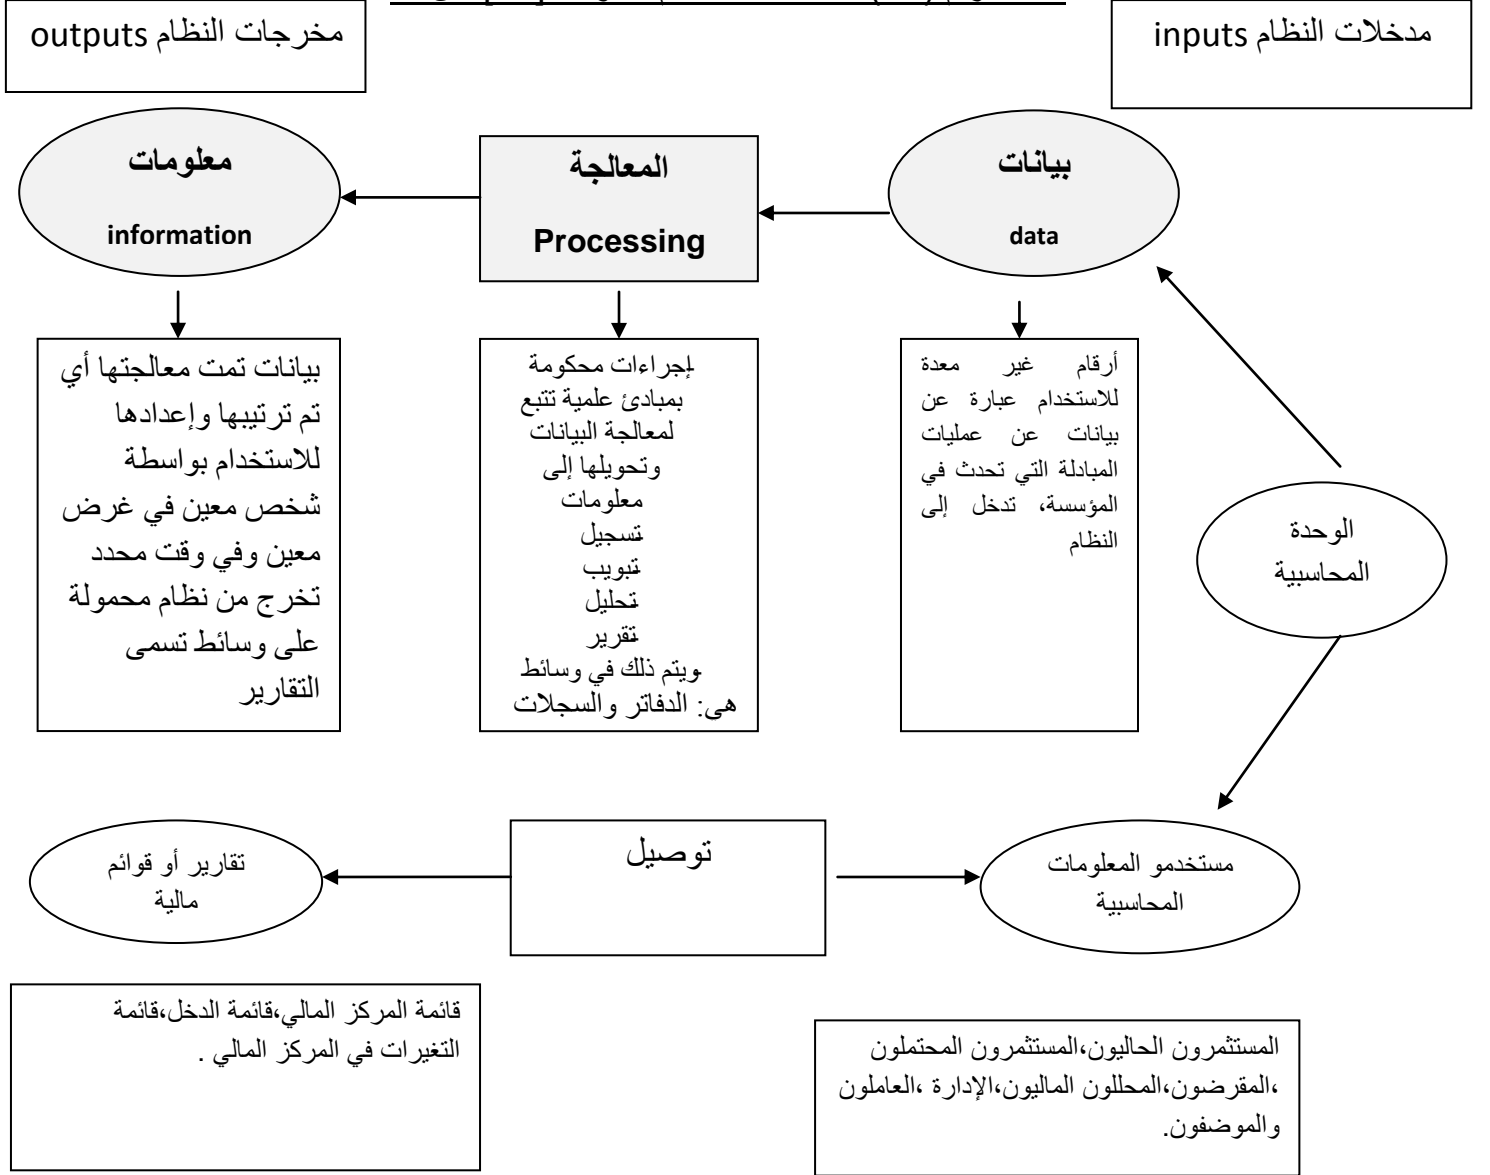 مدخلات النظام inputs
مخرجات النظام outputs
بيانات
data
المعالجة
Processing
معلومات
information
أرقام غير معدة
للاستخدام عبارة عن
بيانات عن عمليات
المبادلة التي تحدث في
المؤسسة، تدخل إلى
النظام
إجراءات محكومة
بمبادئ علمية تتبع
لمعالجة البيانات
وتحويلها إلى
معلومات
تسجيل
تبويب
تحليل
تقرير
ويتم ذلك في وسائط
هي: الدفاتر والسجلات
بيانات تمت معالجتها أي
تم ترتيبها وإعدادها
للاستخدام بواسطة
شخص معين في غرض
معين وفي وقت محدد
تخرج من نظام محمولة
على وسائط تسمى
التقارير
الوحدة
المحاسبية
مستخدمو المعلومات
المحاسبية
توصيل
تقارير أو قوائم
مالية
المستثمرون الحاليون،المستثمرون المحتملون
،المقرضون،المحللون الماليون،الإدارة ،العاملون
والموضفون.
قائمة المركز المالي،قائمة الدخل،قائمة
التغيرات في المركز المالي .